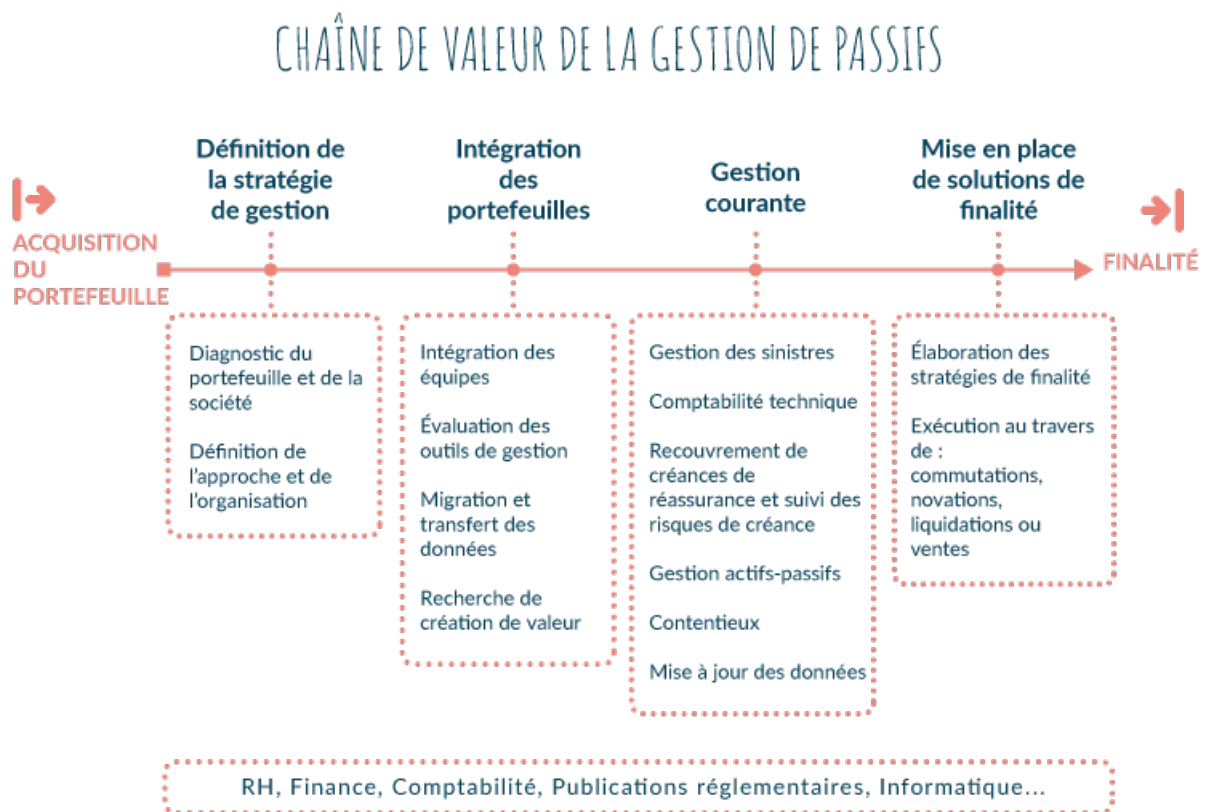 CHAÎNE DE VALEUR DE LA GESTION DE PASSIFS
ACQUISITION
DU
PORTEFEUILLE
Définition de
la stratégie
de gestion
Diagnostic du
portefeuille et de la
société
Définition de
l'approche et de
l'organisation
Intégration
des
portefeuilles
Intégration des
équipes
Évaluation des
outils de gestion
Migration et
transfert des
données
Recherche de
création de valeur
Gestion
courante
Gestion des sinistres
Comptabilité technique
Recouvrement de
créances de
réassurance et suivi des
risques de créance
Gestion actifs-passifs
Contentieux
Mise à jour des données
Mise en place
de solutions de
finalité
Élaboration des
stratégies de finalité
Exécution au travers
de :
commutations,
novations,
liquidations ou
ventes
FINALITÉ
RH, Finance, Comptabilité, Publications réglementaires, Informatique...